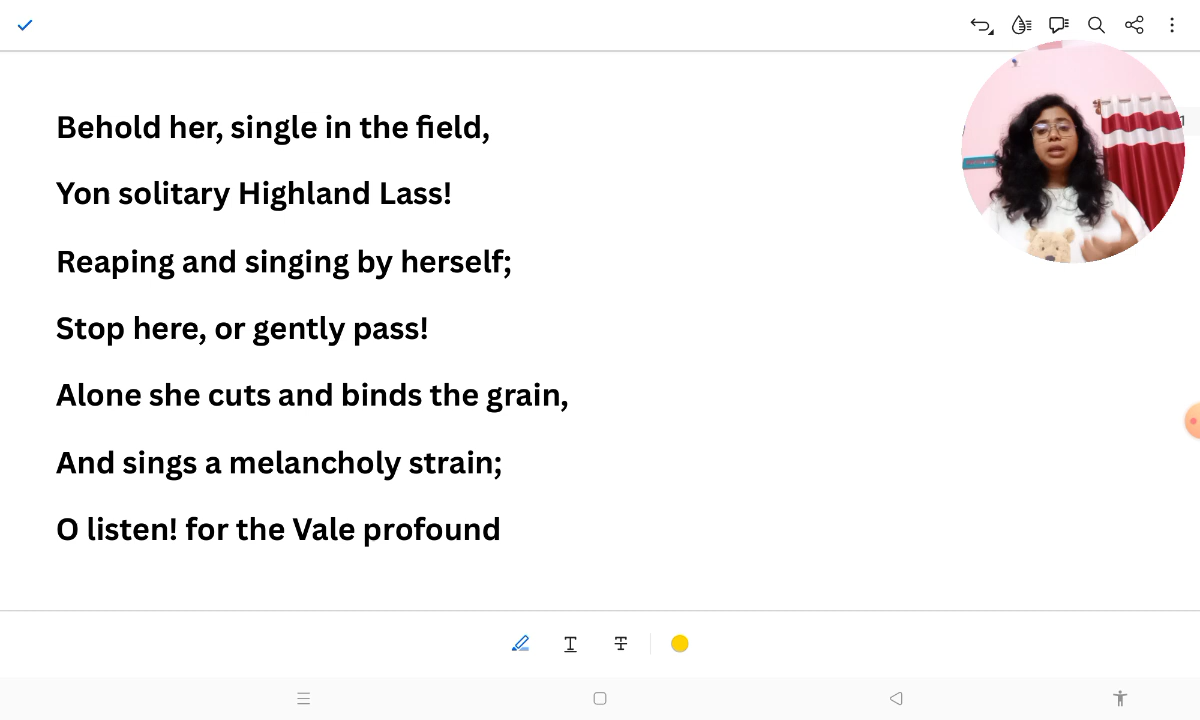 Behold her, single in the field,
Yon solitary Highland Lass!
Reaping and singing by herself;
Stop here, or gently pass!
Alone she cuts and binds the grain,
And sings a melancholy strain;
O listen! for the Vale profound